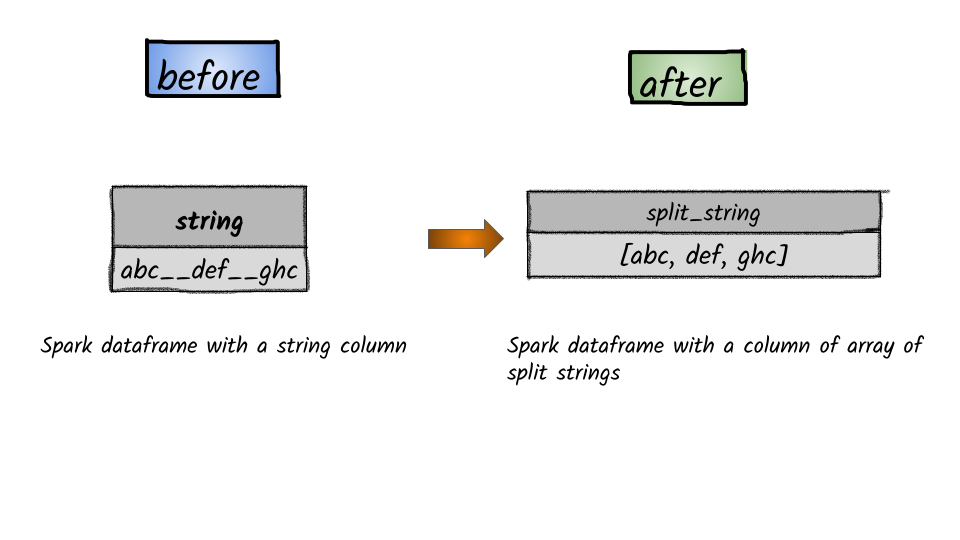 before
after
string
abc__def__ghc
split_string
[abc, def, ghc]
Spark dataframe with a string column
Spark dataframe with a column of array of
split strings